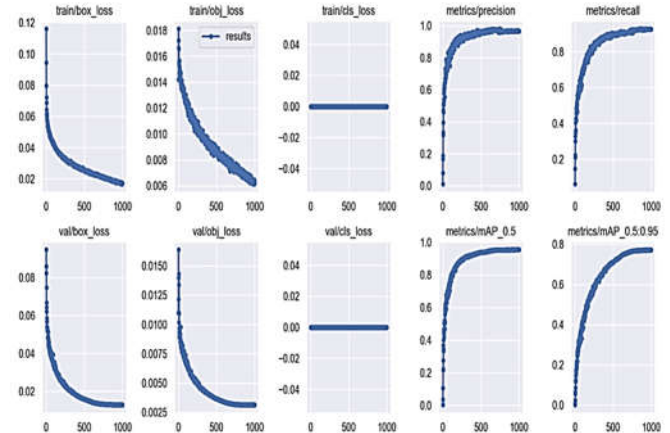 train/box_loss
train/obj_loss
train/cls_loss
metrics/precision
metrics/recall
0.12
0.10
0.08
0.06
0.04
0.02
0 500 1000
0.018
0.016
0.014
0.012
0.010
0.008
0.006
results
0 500 1000
0.04
0.02
0.00
−0.02
−0.04
0 500 1000
1.0
0.8
0.6
0.4
0.2
0.0
0 500 1000
0.8
0.6
0.4
0.2
0 500 1000
val/box_loss
val/obj_loss
val/cls_loss
metrics/mAP_0.5
metrics/mAP_0.5:0.95
0.08
0.06
0.04
0.02
0 500 1000
0.0150
0.0125
0.0100
0.0075
0.0050
0.0025
0 500 1000
0.04
0.02
0.00
−0.02
−0.04
0 500 1000
1.0
0.8
0.6
0.4
0.2
0.0
0 500 1000
0.8
0.6
0.4
0.2
0.0
0 500 1000